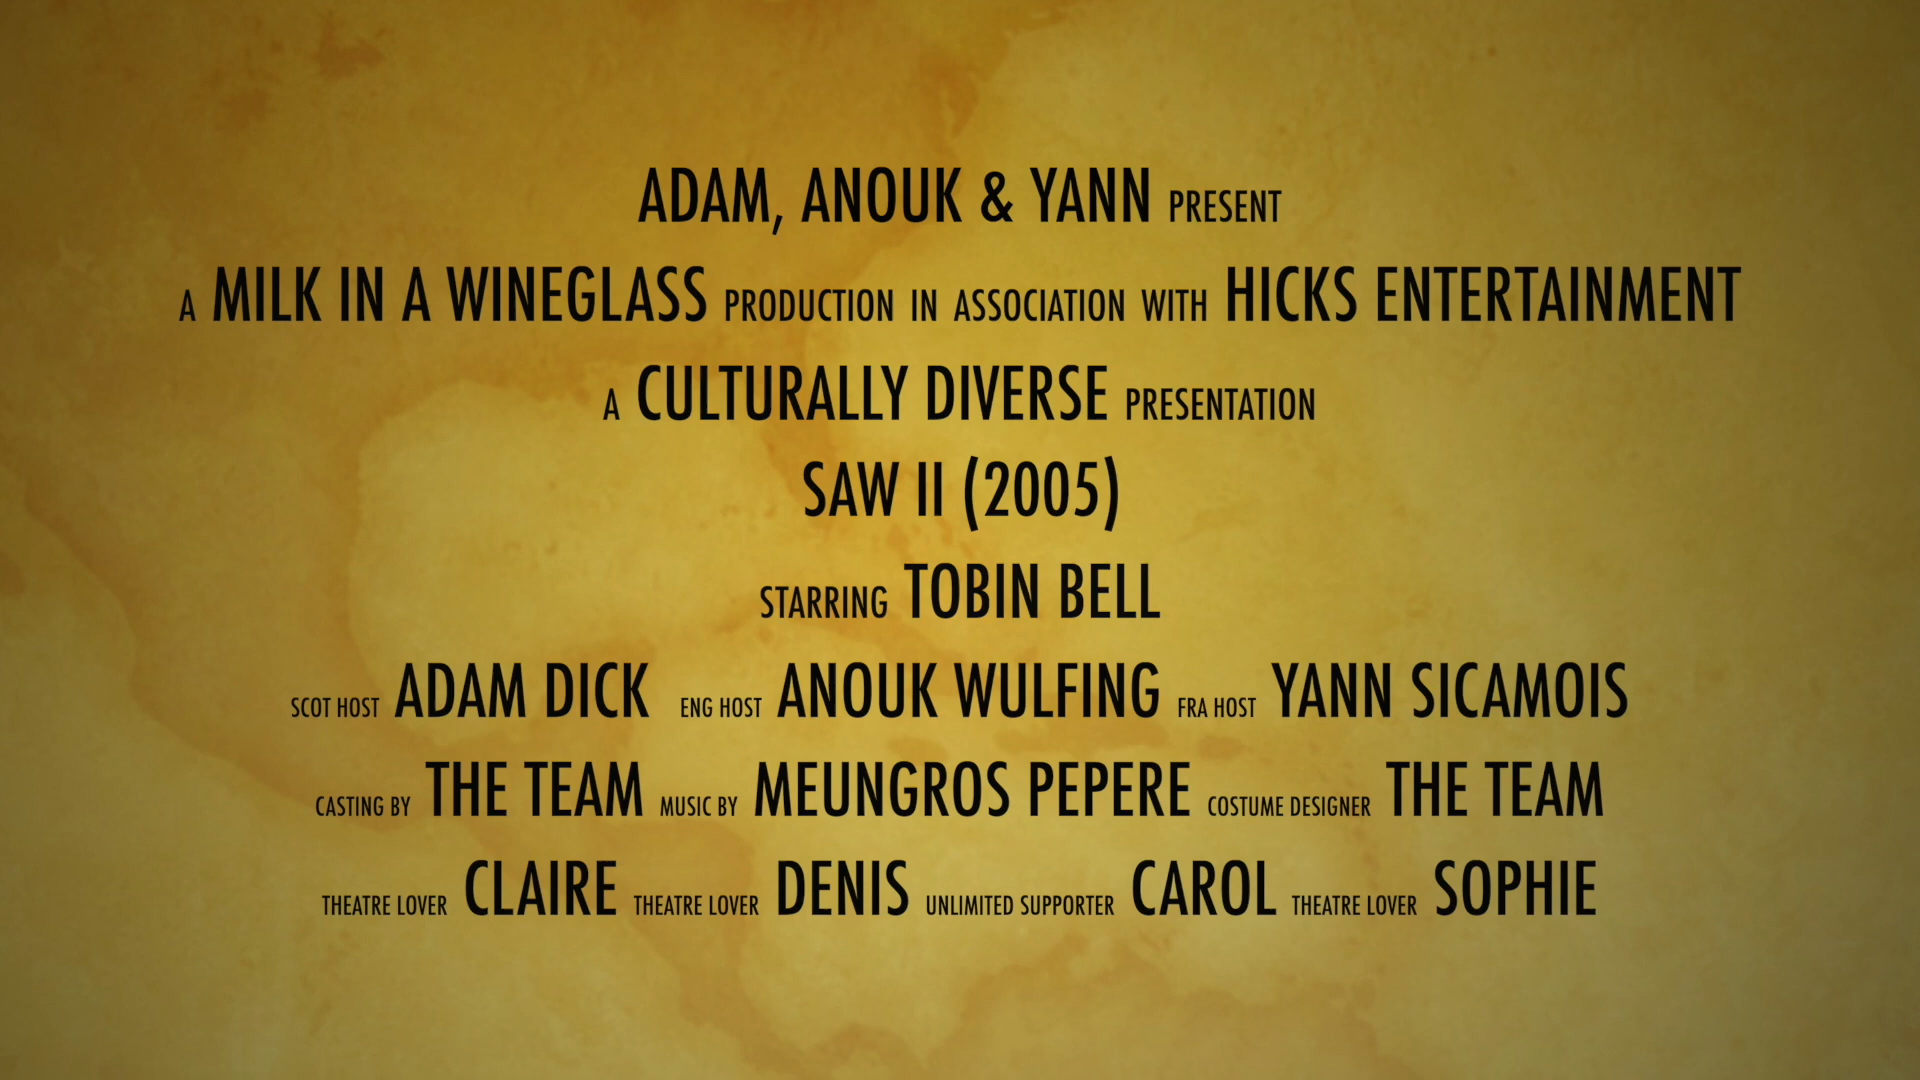 ADAM, ANOUK & YANN PRESENT
A MILK IN A WINEGLASS PRODUCTION IN ASSOCIATION WITH HICKS ENTERTAINMENT
A CULTURALLY DIVERSE PRESENTATION
SAW II (2005)
STARRING TOBIN BELL
SCOT HOST ADAM DICK ENG HOST ANOUK WULFING FRA HOST YANN SICAMOIS
CASTING BY THE TEAM MUSIC BY MEUNGROS PEPERE COSTUME DESIGNER THE TEAM
THEATRE LOVER CLAIRE THEATRE LOVER DENIS UNLIMITED SUPPORTER CAROL THEATRE LOVER SOPHIE